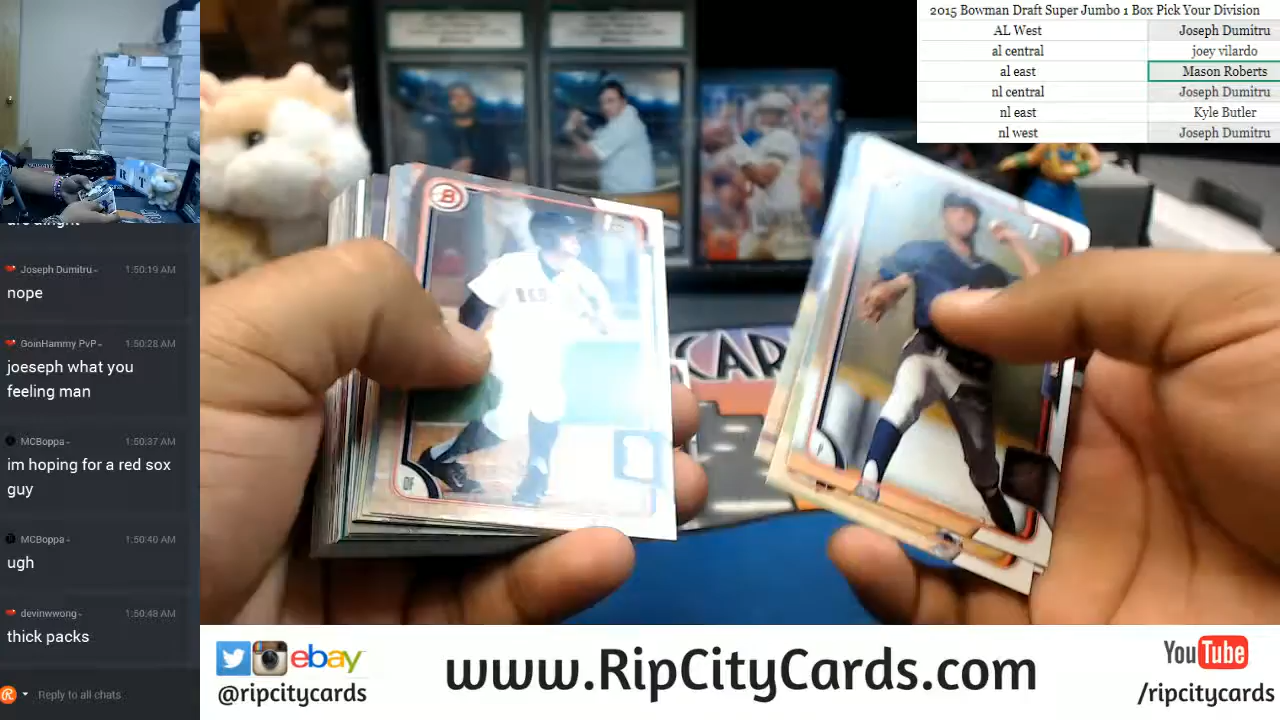 2015 Bowman Draft Super Jumbo 1 Box Pick Your Division
AL West Joseph Dumitru
al central joey vilardo
al east Mason Roberts
nl central Joseph Dumitru
nl east Kyle Butler
nl west Joseph Dumitru
Joseph Dumitru 1:50:19 AM
nope
GoinHammy PvP 1:50:28 AM
joeseph what you
feeling man
MCBoppa 1:50:37 AM
im hoping for a red sox
guy
MCBoppa 1:50:40 AM
ugh
devinwwong 1:50:48 AM
thick packs
Reply to all chats
B
OF
P
CAR
ebay
@ripcitycards
www.RipCityCards.com
YouTube
/ripcitycards